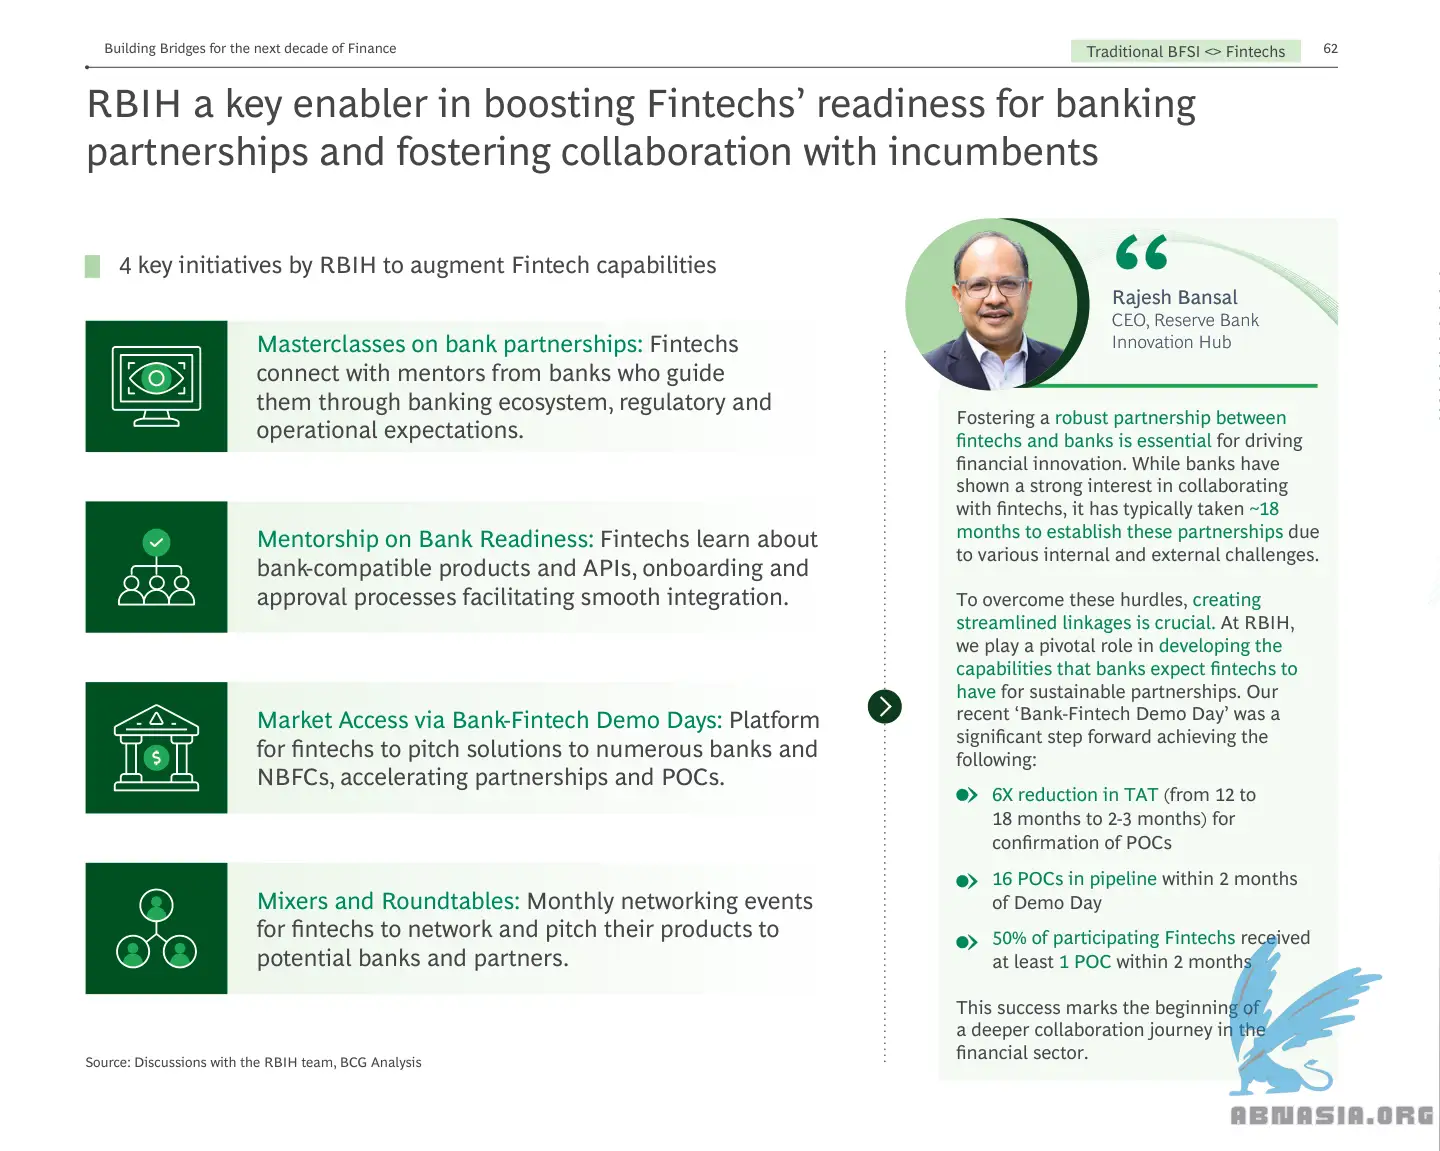 Building Bridges for the next decade of Finance
Traditional BFSI <> Fintechs
62
RBIH a key enabler in boosting Fintechs’ readiness for banking
partnerships and fostering collaboration with incumbents
4 key initiatives by RBIH to augment Fintech capabilities
Masterclasses on bank partnerships: Fintechs
connect with mentors from banks who guide
them through banking ecosystem, regulatory and
operational expectations.
Mentorship on Bank Readiness: Fintechs learn about
bank-compatible products and APIs, onboarding and
approval processes facilitating smooth integration.
Market Access via Bank-Fintech Demo Days: Platform
for fintechs to pitch solutions to numerous banks and
NBFCs, accelerating partnerships and POCs.
Mixers and Roundtables: Monthly networking events
for fintechs to network and pitch their products to
potential banks and partners.
Source: Discussions with the RBIH team, BCG Analysis
“
Rajesh Bansal
CEO, Reserve Bank
Innovation Hub
Fostering a robust partnership between
fintechs and banks is essential for driving
financial innovation. While banks have
shown a strong interest in collaborating
with fintechs, it has typically taken ~18
months to establish these partnerships due
to various internal and external challenges.
To overcome these hurdles, creating
streamlined linkages is crucial. At RBIH,
we play a pivotal role in developing the
capabilities that banks expect fintechs to
have for sustainable partnerships. Our
recent ‘Bank-Fintech Demo Day’ was a
significant step forward achieving the
following:
6X reduction in TAT (from 12 to
18 months to 2-3 months) for
confirmation of POCs
16 POCs in pipeline within 2 months
of Demo Day
50% of participating Fintechs received
at least 1 POC within 2 months
This success marks the beginning of
a deeper collaboration journey in the
financial sector.
ABNASIA.ORG